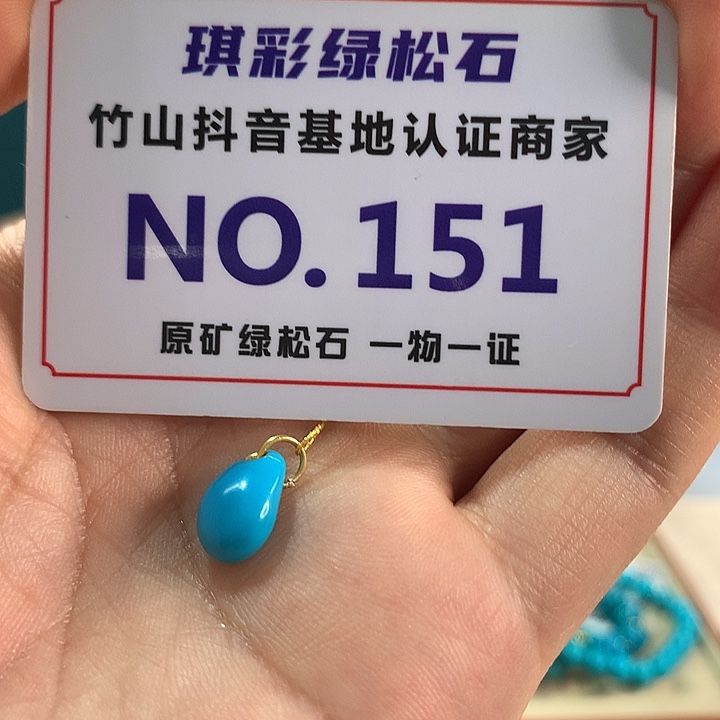 琪彩绿松石
竹山抖音基地认证商家
NO.151
原矿绿松石 一物一证